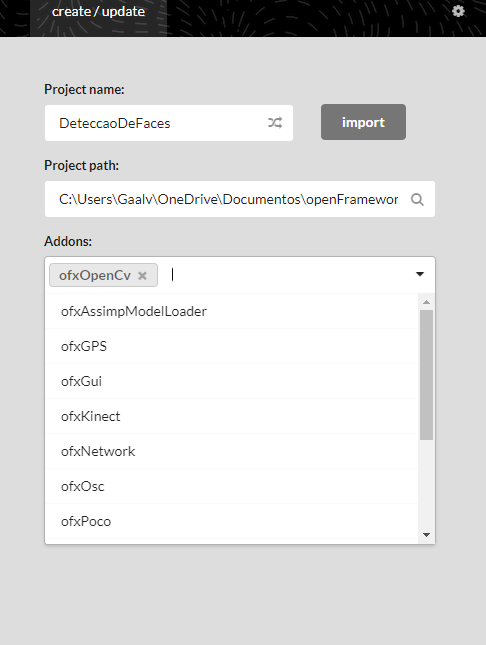 create / update
Project name:
DeteccaoDeFaces
import
Project path:
C:\Users\Gaalv\OneDrive\Documentos\openFramewor
Addons:
ofxOpenCv
ofxAssimpModelLoader
ofxGPS
ofxGui
ofxKinect
ofxNetwork
ofxOsc
ofxPoco